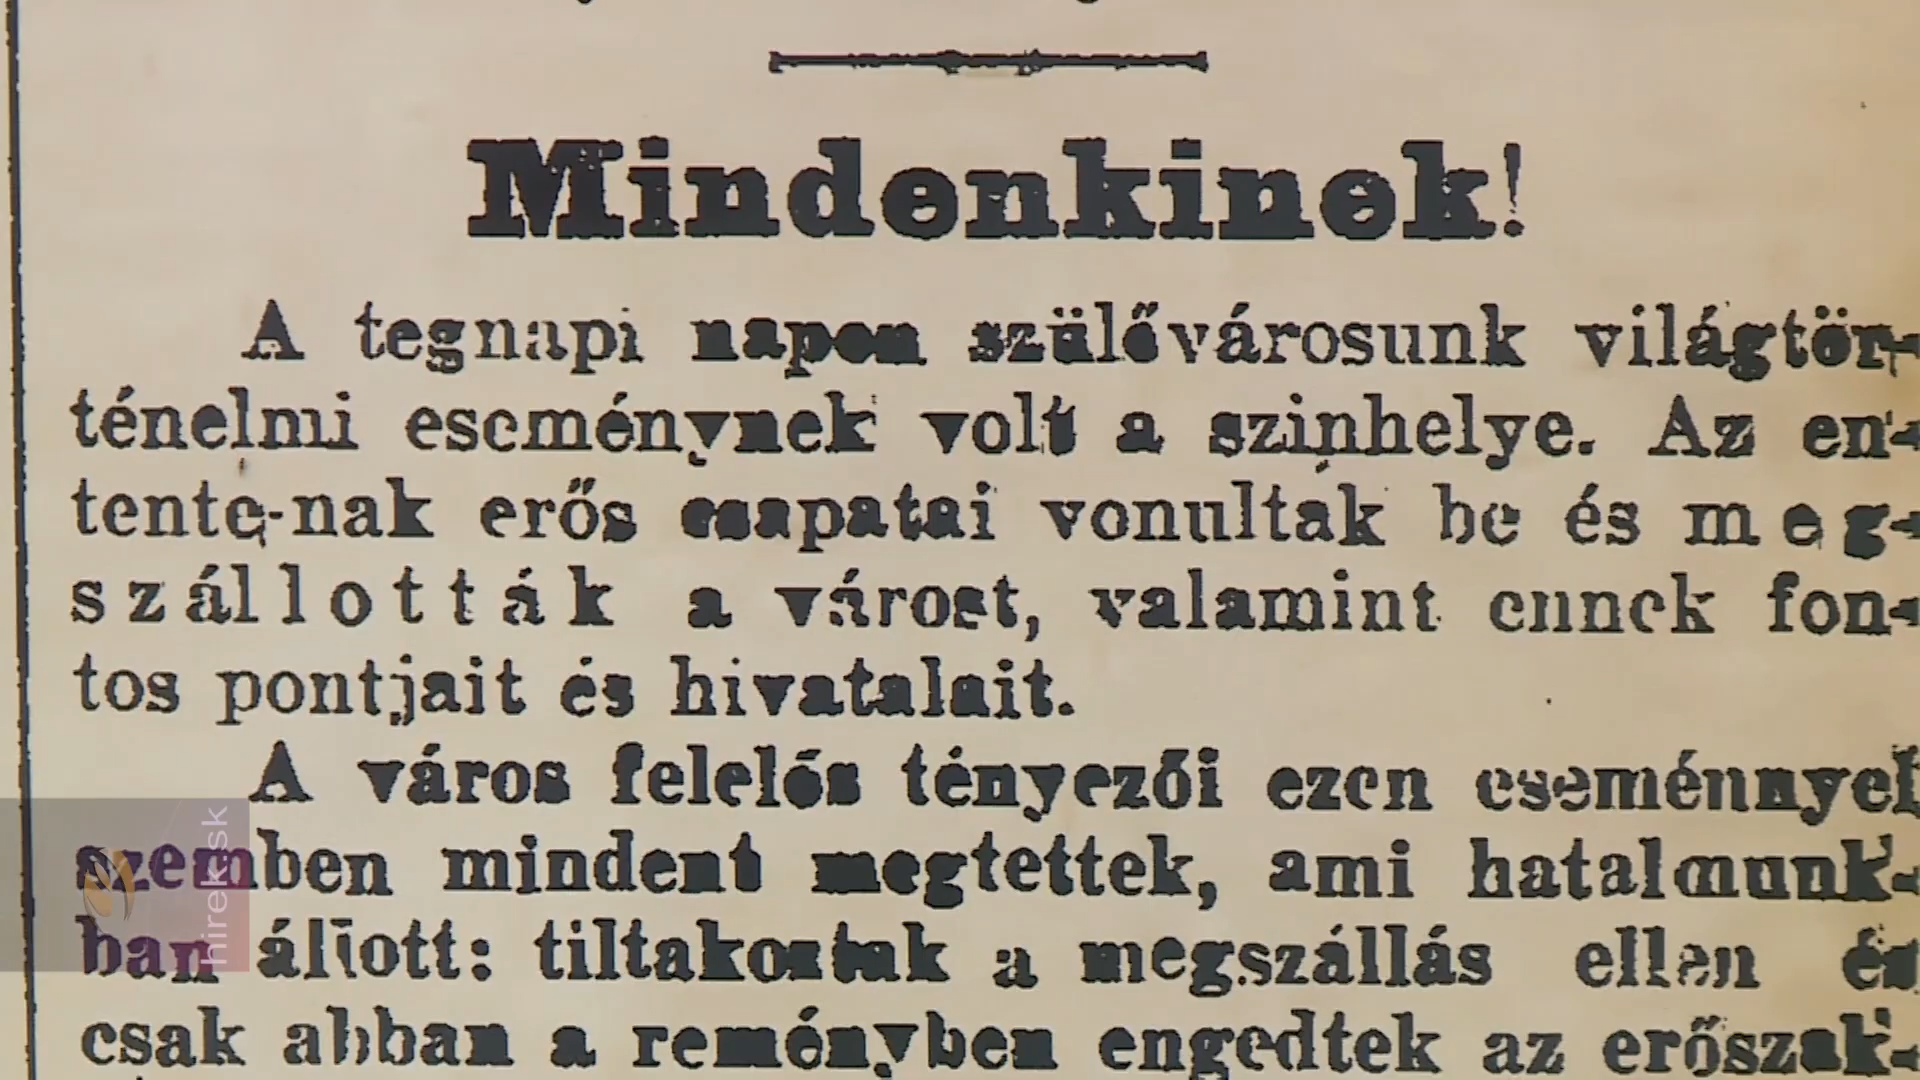 Mindenkinek!
A tegnapi napon szülővárosunk világtör-
ténelmi eseménynek volt a szinhelye. Az en-
tente-nak erős csapatai vonultak be és meg-
szállották a várost, valamint ennek fon-
tos pontjait és hivatalait.
A város felelős tényezői ezen eseménnyel
szemben mindent megtettek, ami hatalmunk-
ban állott: tiltakoztak a megszállás ellen és
csak abban a reményben engedtek az erőszak-
hirek.sk